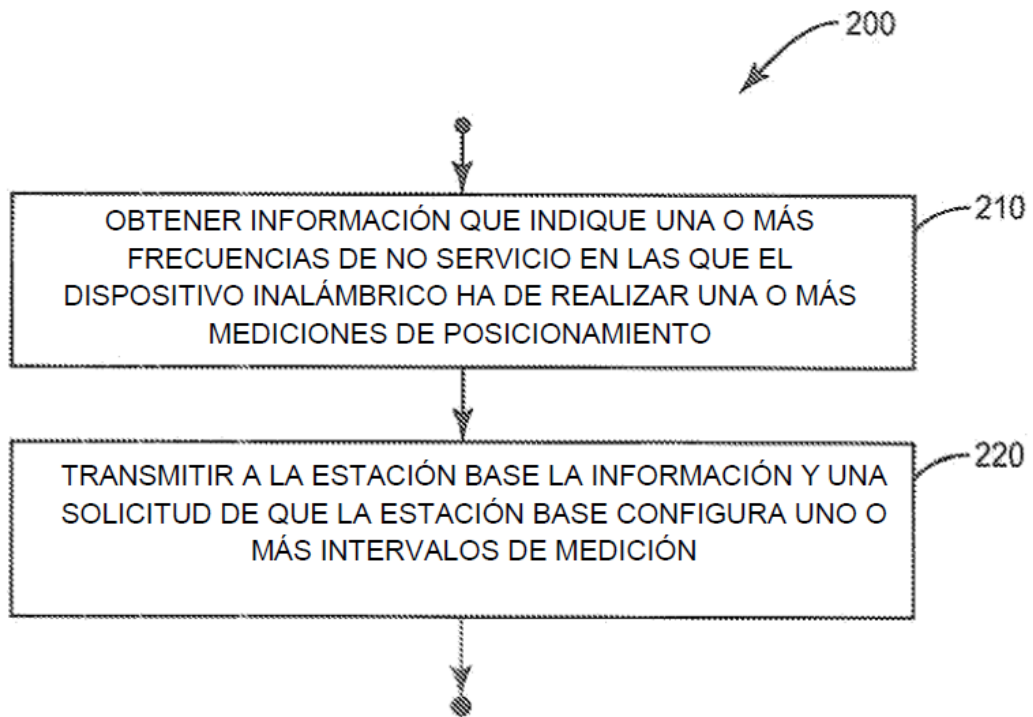 200
OBTENER INFORMACIÓN QUE INDIQUE UNA O MÁS
210
FRECUENCIAS DE NO SERVICIO EN LAS QUE EL
DISPOSITIVO INALÁMBRICO HA DE REALIZAR UNA O MÁS
MEDICIONES DE POSICIONAMIENTO
TRANSMITIR A LA ESTACIÓN BASE LA INFORMACIÓN Y UNA
220
SOLICITUD DE QUE LA ESTACIÓN BASE CONFIGURA UNO O
MÁS INTERVALOS DE MEDICIÓN